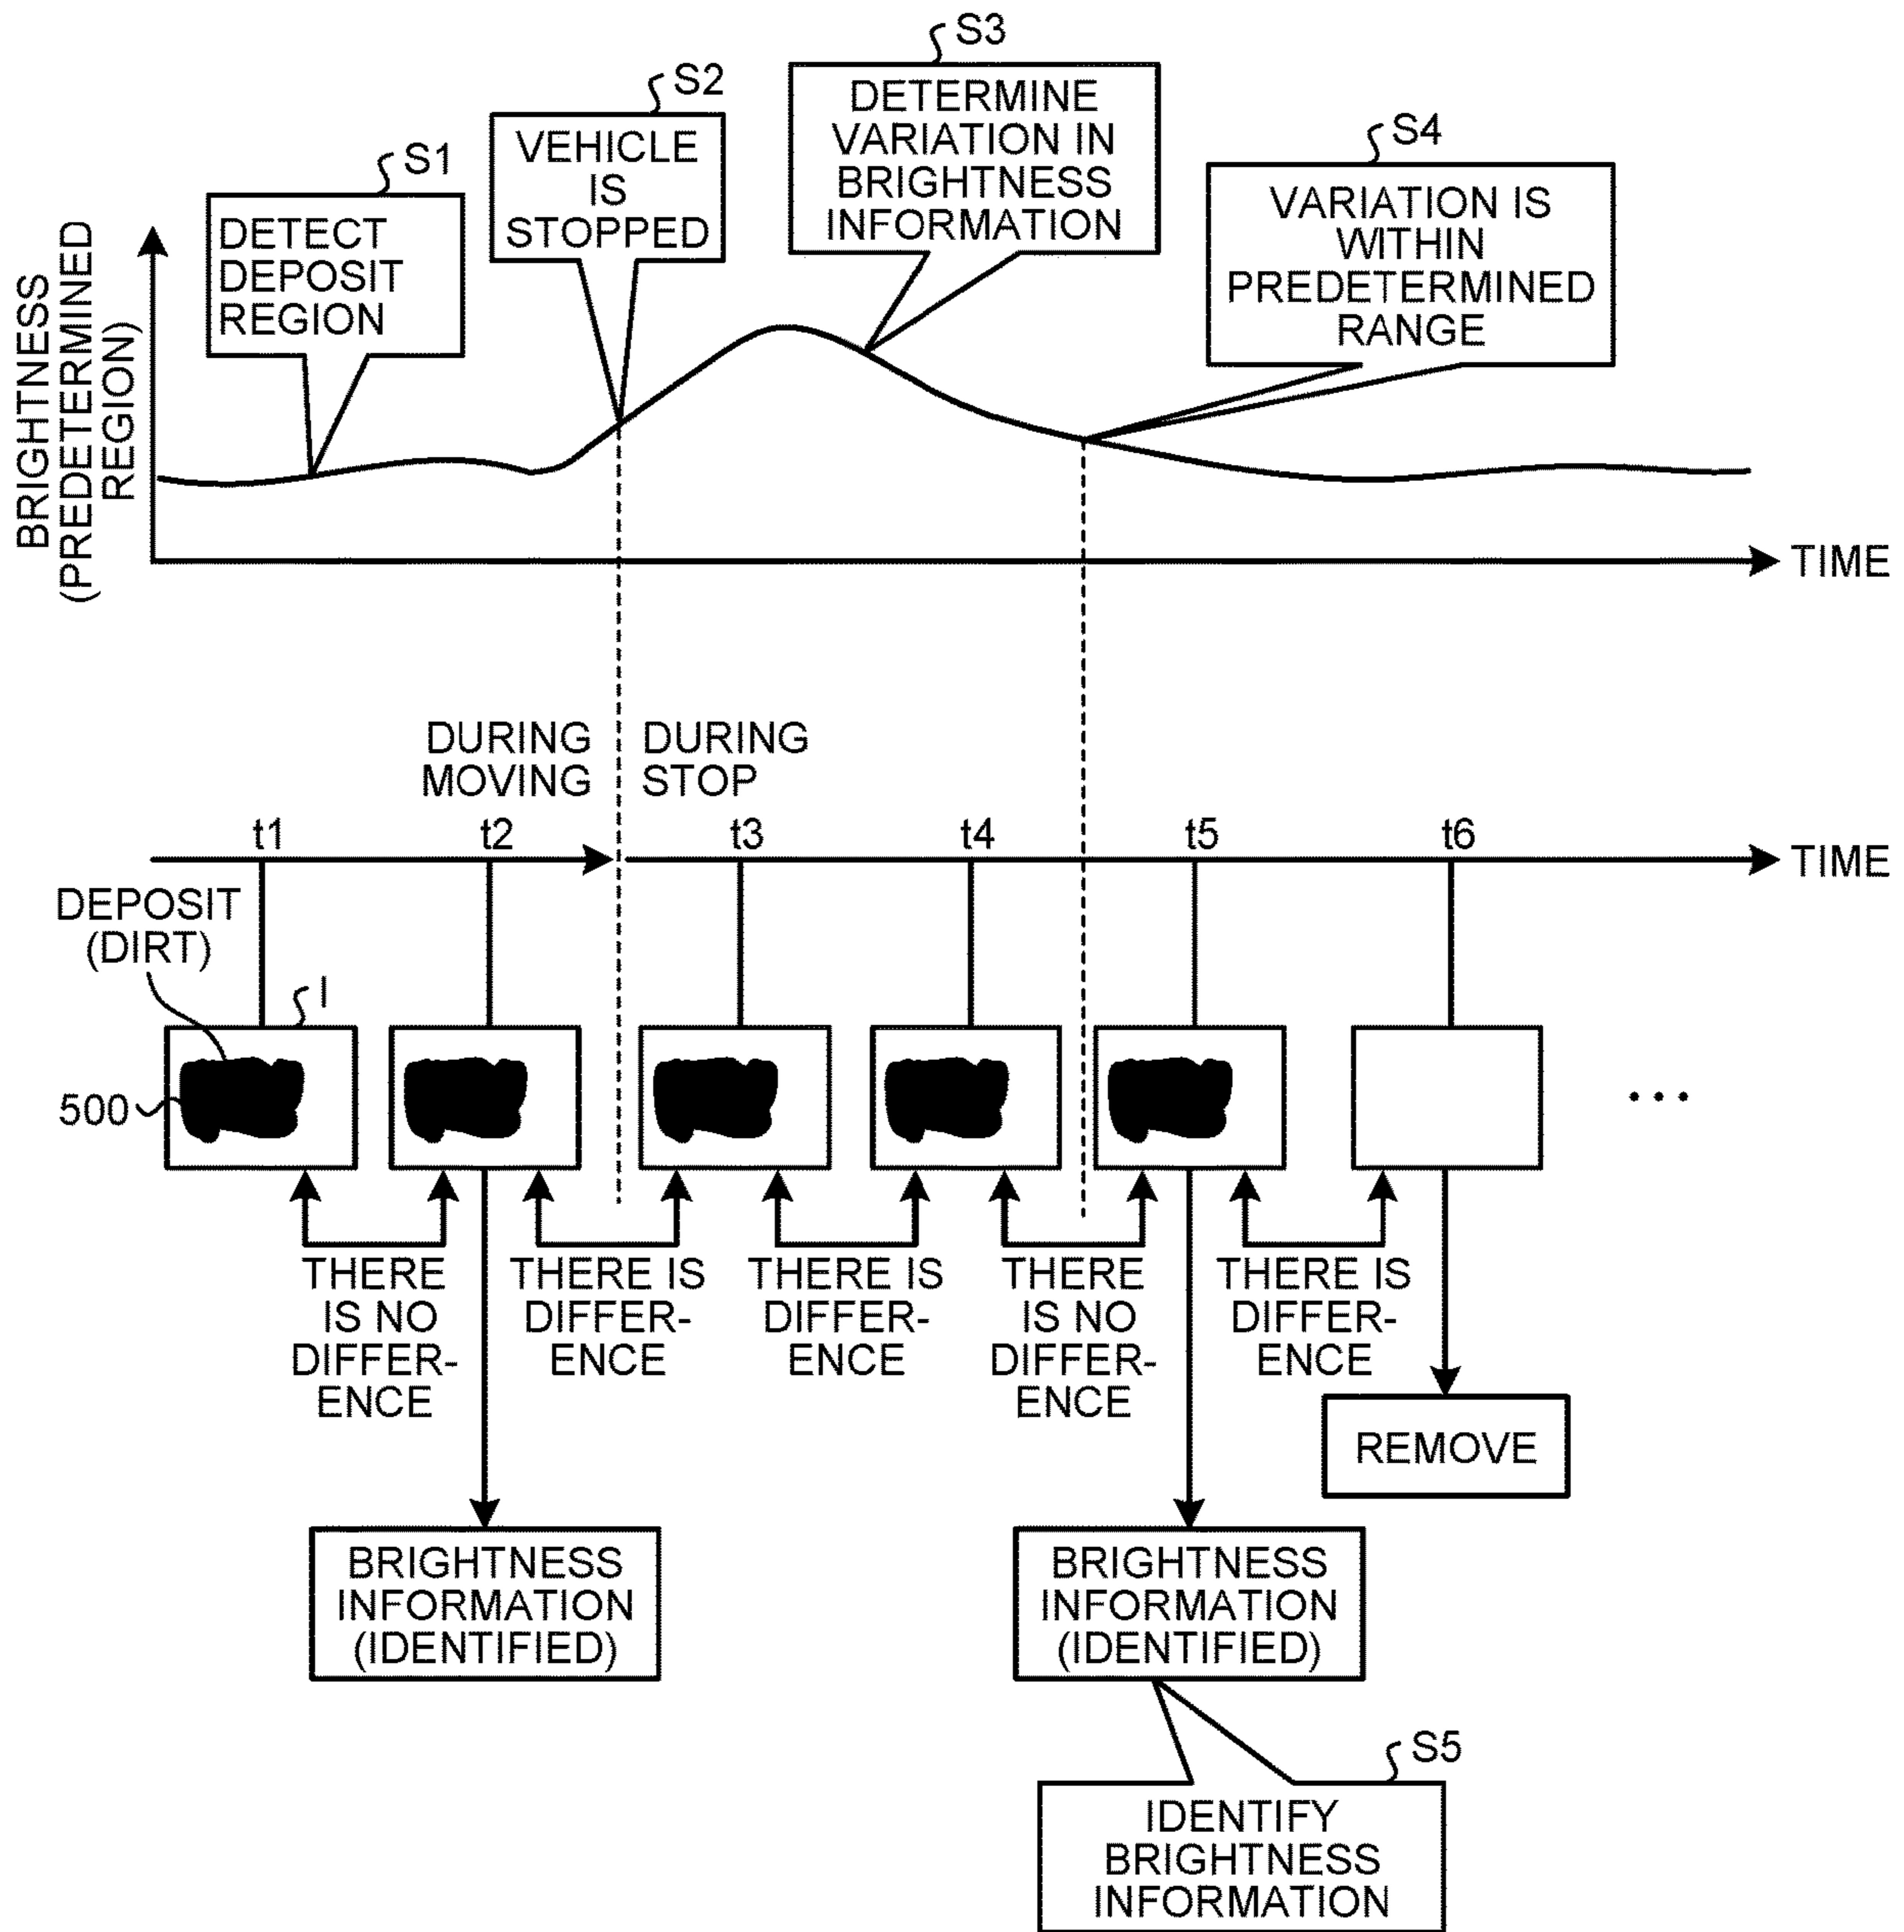 S3
DETERMINE
VARIATION IN
BRIGHTNESS
INFORMATION
S2
VEHICLE
IS
STOPPED
S4
VARIATION IS
WITHIN
PREDETERMINED
RANGE
S1
DETECT
DEPOSIT
REGION
BRIGHTNESS
(PREDETERMINED
REGION)
TIME
DURING
MOVING
DURING
STOP
t1
t2
t3
t4
t5
t6
TIME
DEPOSIT
(DIRT)
I
500
...
THERE
IS NO
DIFFER-
ENCE
THERE IS
DIFFER-
ENCE
THERE IS
DIFFER-
ENCE
THERE
IS NO
DIFFER-
ENCE
THERE IS
DIFFER-
ENCE
REMOVE
BRIGHTNESS
INFORMATION
(IDENTIFIED)
BRIGHTNESS
INFORMATION
(IDENTIFIED)
S5
IDENTIFY
BRIGHTNESS
INFORMATION